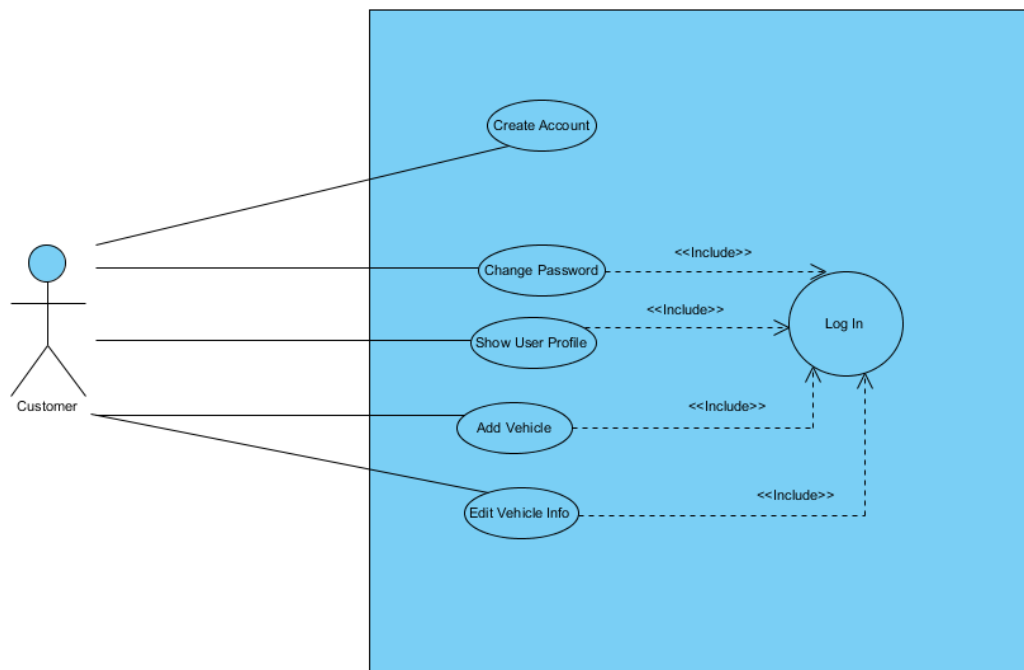 Create Account
Change Password
<<Include>>
Show User Profile
<<Include>>
Log In
Customer
Add Vehicle
<<Include>>
Edit Vehicle Info
<<Include>>